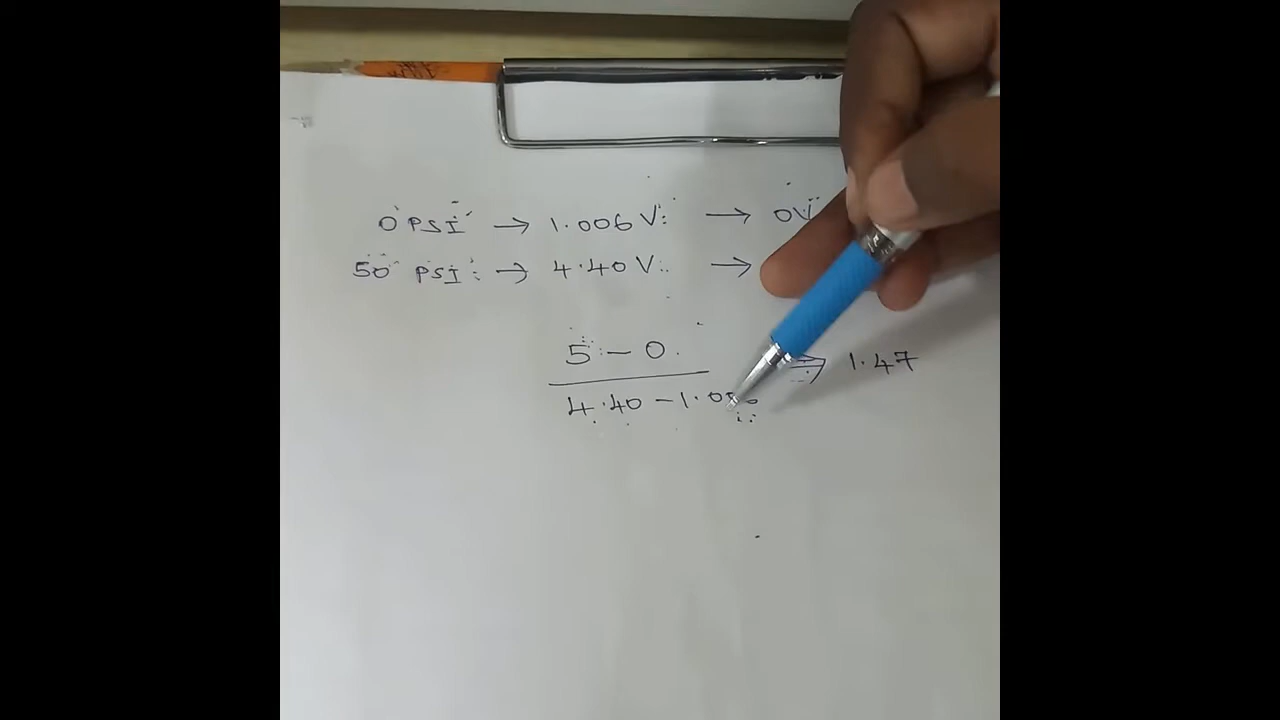 0 PSI → 1.006 V → 0V
50 PSI → 4.40 V →
5 - 0
4.40 - 1.0 ⇒ 1.47